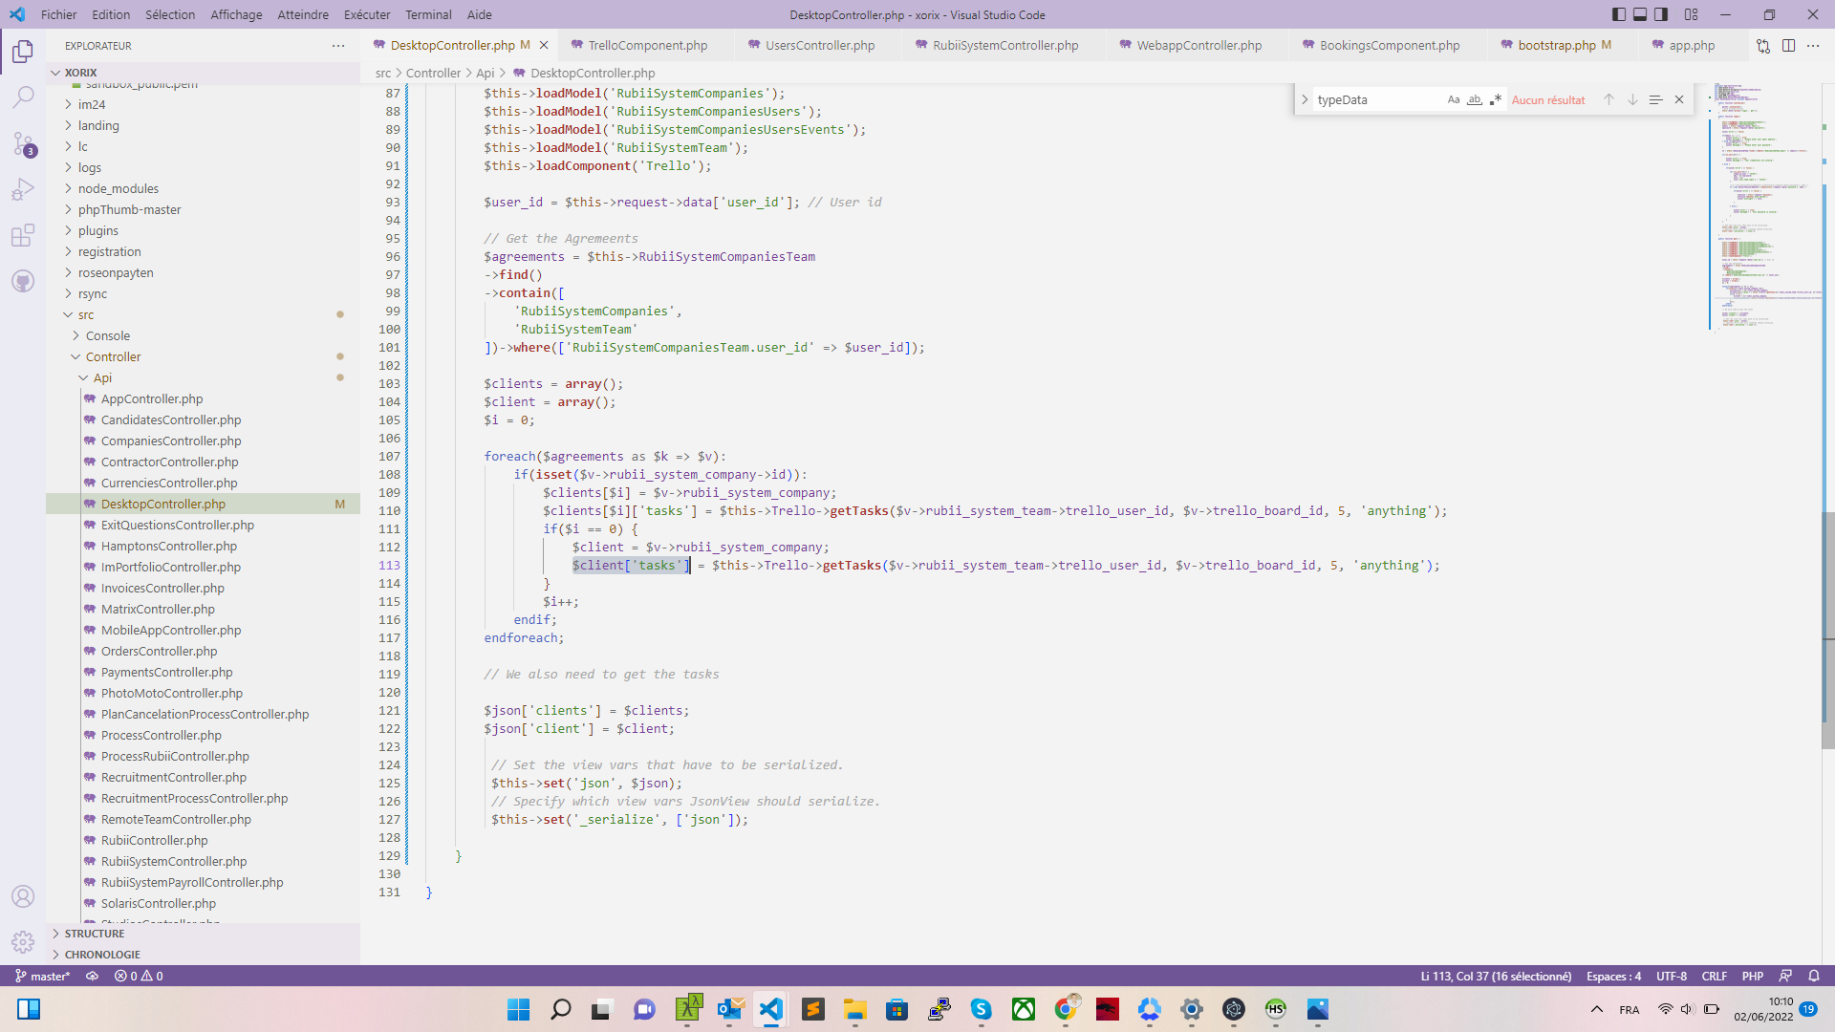 Fichier Edition Sélection Affichage Atteindre Exécuter Terminal Aide
DesktopController.php - xorix - Visual Studio Code
EXPLORATEUR
DesktopController.php M
TrelloComponent.php
UsersController.php
RubiiSystemController.php
WebappController.php
BookingsComponent.php
bootstrap.php M
app.php
XORIX
src > Controller > Api > DesktopController.php
typeData
Aa ab
Aucun résultat
sandbox_public.pem
im24
landing
lc
logs
node_modules
phpThumb-master
plugins
registration
roseonpayten
rsync
src
Console
Controller
Api
AppController.php
CandidatesController.php
CompaniesController.php
ContractorController.php
CurrenciesController.php
DesktopController.php M
ExitQuestionsController.php
HamptonsController.php
ImPortfolioController.php
InvoicesController.php
MatrixController.php
MobileAppController.php
OrdersController.php
PaymentsController.php
PhotoMotoController.php
PlanCancelationProcessController.php
ProcessController.php
ProcessRubiiController.php
RecruitmentController.php
RecruitmentProcessController.php
RemoteTeamController.php
RubiiController.php
RubiiSystemController.php
RubiiSystemPayrollController.php
SolarisController.php
STRUCTURE
CHRONOLOGIE
3
87 $this->loadModel('RubiiSystemCompanies');
88 $this->loadModel('RubiiSystemCompaniesUsers');
89 $this->loadModel('RubiiSystemCompaniesUsersEvents');
90 $this->loadModel('RubiiSystemTeam');
91 $this->loadComponent('Trello');
92
93 $user_id = $this->request->data['user_id']; // User id
94
95 // Get the Agremeents
96 $agreements = $this->RubiiSystemCompaniesTeam
97 ->find()
98 ->contain([
99 'RubiiSystemCompanies',
100 'RubiiSystemTeam'
101 ])->where(['RubiiSystemCompaniesTeam.user_id' => $user_id]);
102
103 $clients = array();
104 $client = array();
105 $i = 0;
106
107 foreach($agreements as $k => $v):
108 if(isset($v->rubii_system_company->id)):
109 $clients[$i] = $v->rubii_system_company;
110 $clients[$i]['tasks'] = $this->Trello->getTasks($v->rubii_system_team->trello_user_id, $v->trello_board_id, 5, 'anything');
111 if($i == 0) {
112 $client = $v->rubii_system_company;
113 $client['tasks'] = $this->Trello->getTasks($v->rubii_system_team->trello_user_id, $v->trello_board_id, 5, 'anything');
114 }
115 $i++;
116 endif;
117 endforeach;
118
119 // We also need to get the tasks
120
121 $json['clients'] = $clients;
122 $json['client'] = $client;
123
124 // Set the view vars that have to be serialized.
125 $this->set('json', $json);
126 // Specify which view vars JsonView should serialize.
127 $this->set('_serialize', ['json']);
128
129 }
130
131 }
master* 0 0
Li 113, Col 37 (16 sélectionné) Espaces : 4 UTF-8 CRLF PHP
FRA
10:10
02/06/2022
19